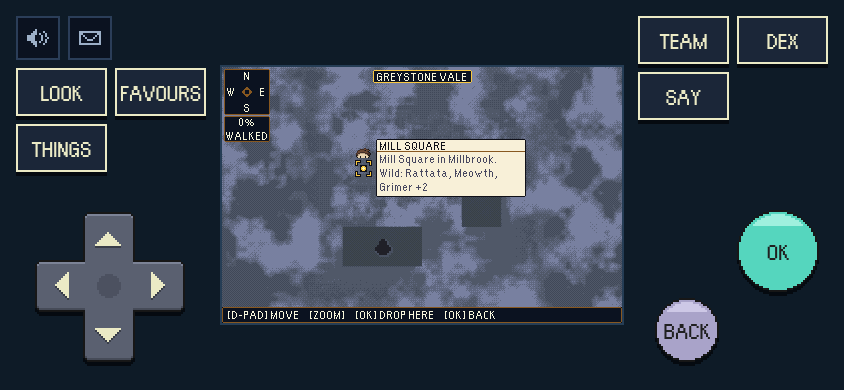 LOOK
FAVOURS
THINGS
N
W E
S
0%
WALKED
GREYSTONE VALE
MILL SQUARE
Mill Square in Millbrook.
Wild: Rattata, Meowth,
Grimer +2
[D-PAD] MOVE [ZOOM] [OK] DROP HERE [OK] BACK
TEAM
DEX
SAY
OK
BACK